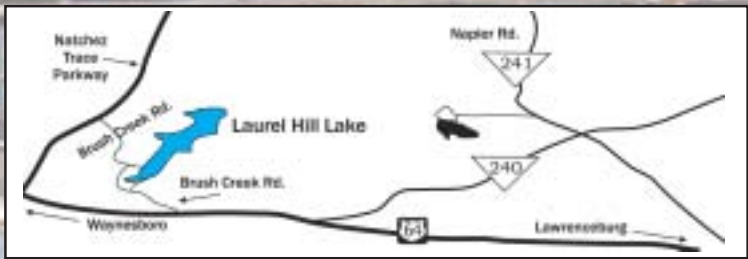 Natchez
Trace
Parkway
Napier Rd.
241
Brush Creek Rd.
Laurel Hill Lake
240
Brush Creek Rd.
Waynesboro
64
Lawrenceburg